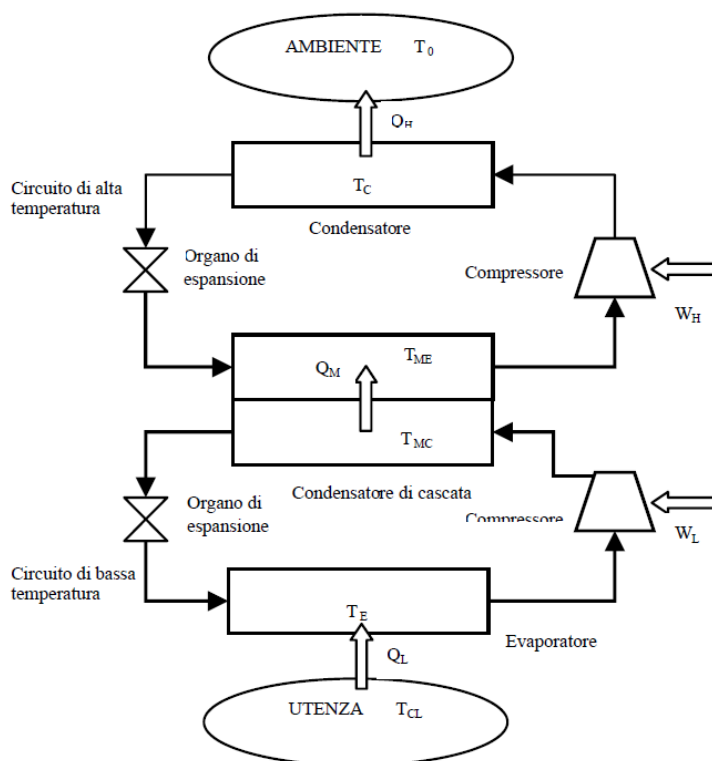 AMBIENTE T0
QH
TC
Circuito di alta
temperatura
Condensatore
Organo di
espansione
Compressore
WH
TME
QM
TMC
Organo di
espansione
Condensatore di cascata
Compressore
WL
Circuito di bassa
temperatura
TE
Evaporatore
QL
UTENZA TCL